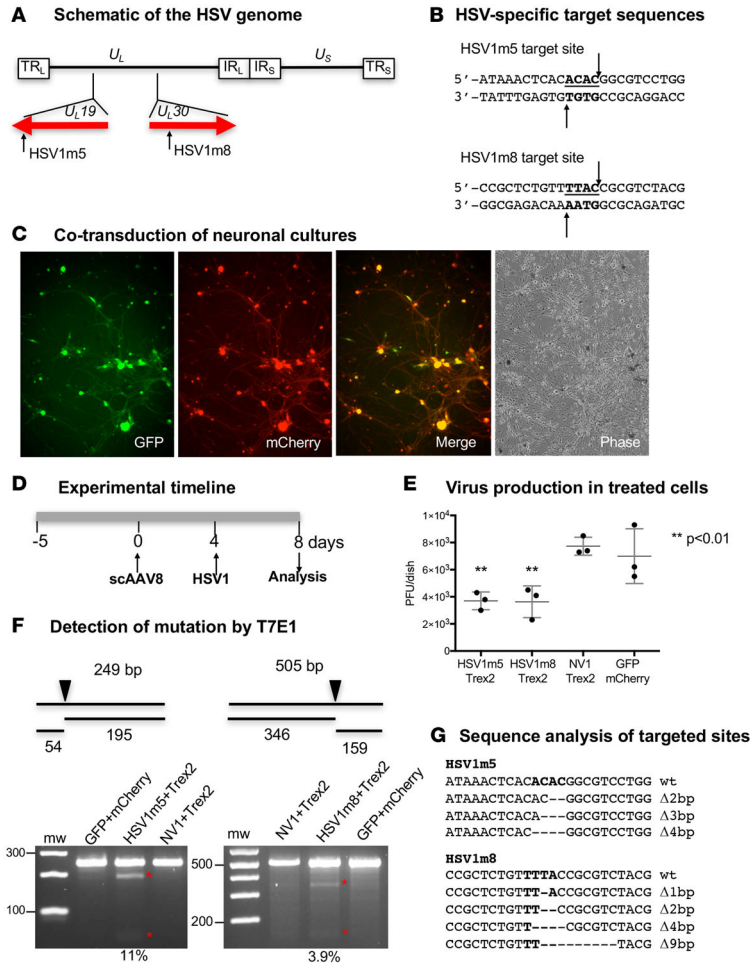 A Schematic of the HSV genome
TRL UL IRL IRS US TRS
UL19 UL30
HSV1m5 HSV1m8
B HSV-specific target sequences
HSV1m5 target site
5’-ATAAACTCACACACGGCGTCCTGG
3’-TATTTGAGTGTGTGCCGCAGGACC
HSV1m8 target site
5’-CCGCTCTGTTTTACCGCGTCTACG
3’-GGCGAGACAAAATGGCGCAGATGC
C Co-transduction of neuronal cultures
GFP mCherry Merge Phase
D Experimental timeline
-5 0 4 8 days
scAAV8 HSV1 Analysis
E Virus production in treated cells
1×10⁴
8×10³
6×10³
4×10³
2×10³
PFU/dish
** **
** p<0.01
HSV1m5 Trex2
HSV1m8 Trex2
NV1 Trex2
GFP mCherry
F Detection of mutation by T7E1
249 bp 505 bp
54 195 346 159
mw GFP+mCherry HSV1m5+Trex2 NV1+Trex2
300
100
* *
11%
mw NV1+Trex2 HSV1m8+Trex2 GFP+mCherry
500
200
* *
3.9%
G Sequence analysis of targeted sites
HSV1m5
ATAAACTCACACACGGCGTCCTGG wt
ATAAACTCACAC--GGCGTCCTGG Δ2bp
ATAAACTCACA---GGCGTCCTGG Δ3bp
ATAAACTCAC----GGCGTCCTGG Δ4bp
HSV1m8
CCGCTCTGTTTTACCGCGTCTACG wt
CCGCTCTGTTT-ACCGCGTCTACG Δ1bp
CCGCTCTGTTT--CCGCGTCTACG Δ2bp
CCGCTCTGTT----CGCGTCTACG Δ4bp
CCGCTCTGTT---------TACG Δ9bp